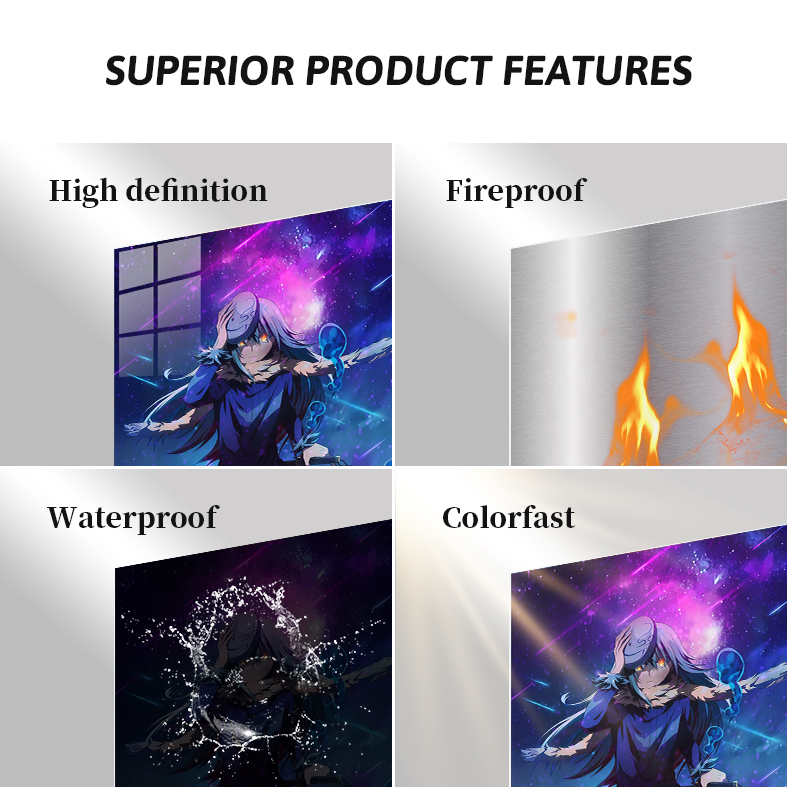 SUPERIOR PRODUCT FEATURES
High definition
Fireproof
Waterproof
Colorfast